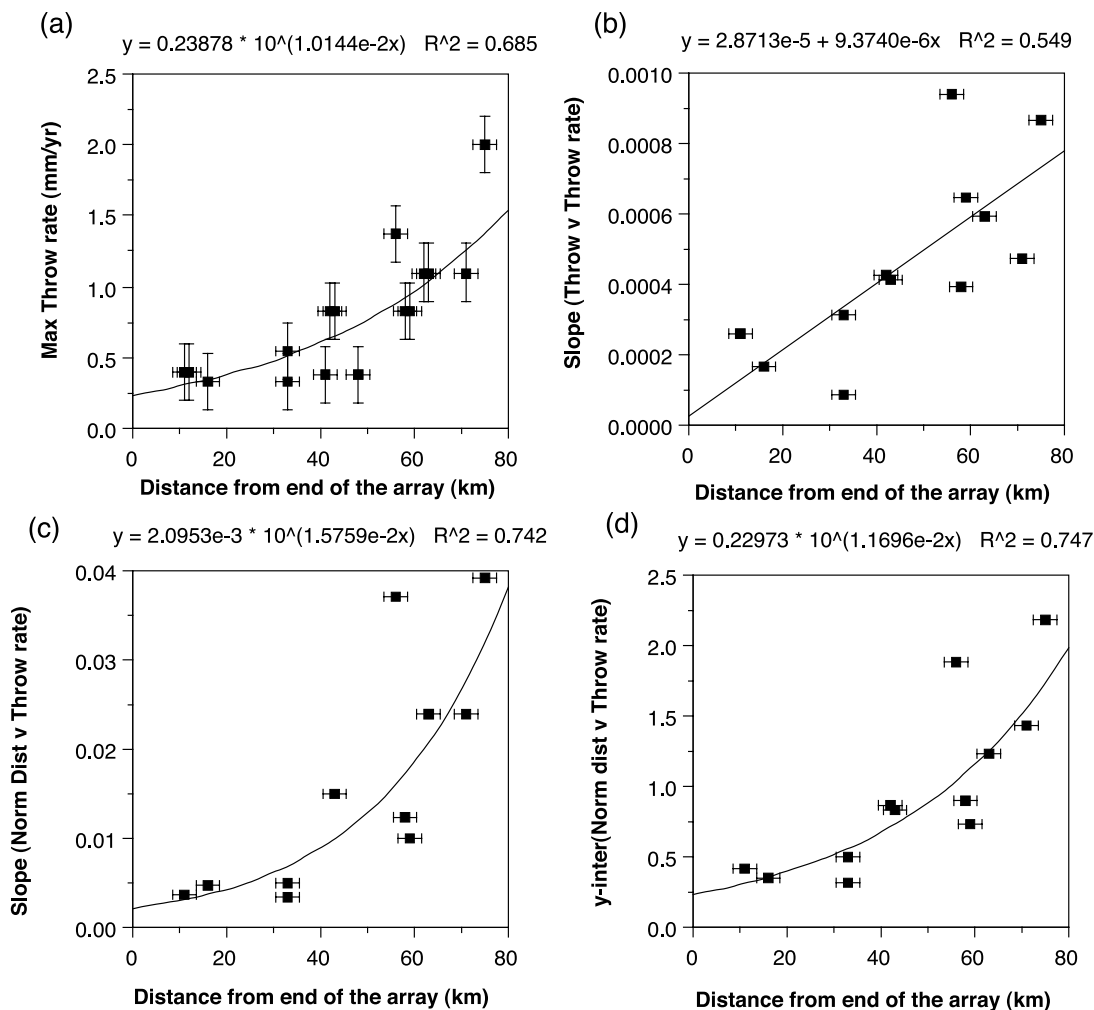 (a)
y = 0.23878 * 10^(1.0144e-2x) R^2 = 0.685
Max Throw rate (mm/yr)
2.5
2.0
1.5
1.0
0.5
0.0
0 20 40 60 80
Distance from end of the array (km)
(b)
y = 2.8713e-5 + 9.3740e-6x R^2 = 0.549
Slope (Throw v Throw rate)
0.0010
0.0008
0.0006
0.0004
0.0002
0.0000
0 20 40 60 80
Distance from end of the array (km)
(c)
y = 2.0953e-3 * 10^(1.5759e-2x) R^2 = 0.742
Slope (Norm Dist v Throw rate)
0.04
0.03
0.02
0.01
0.00
0 20 40 60 80
Distance from end of the array (km)
(d)
y = 0.22973 * 10^(1.1696e-2x) R^2 = 0.747
y-inter(Norm dist v Throw rate)
2.5
2.0
1.5
1.0
0.5
0.0
0 20 40 60 80
Distance from end of the array (km)